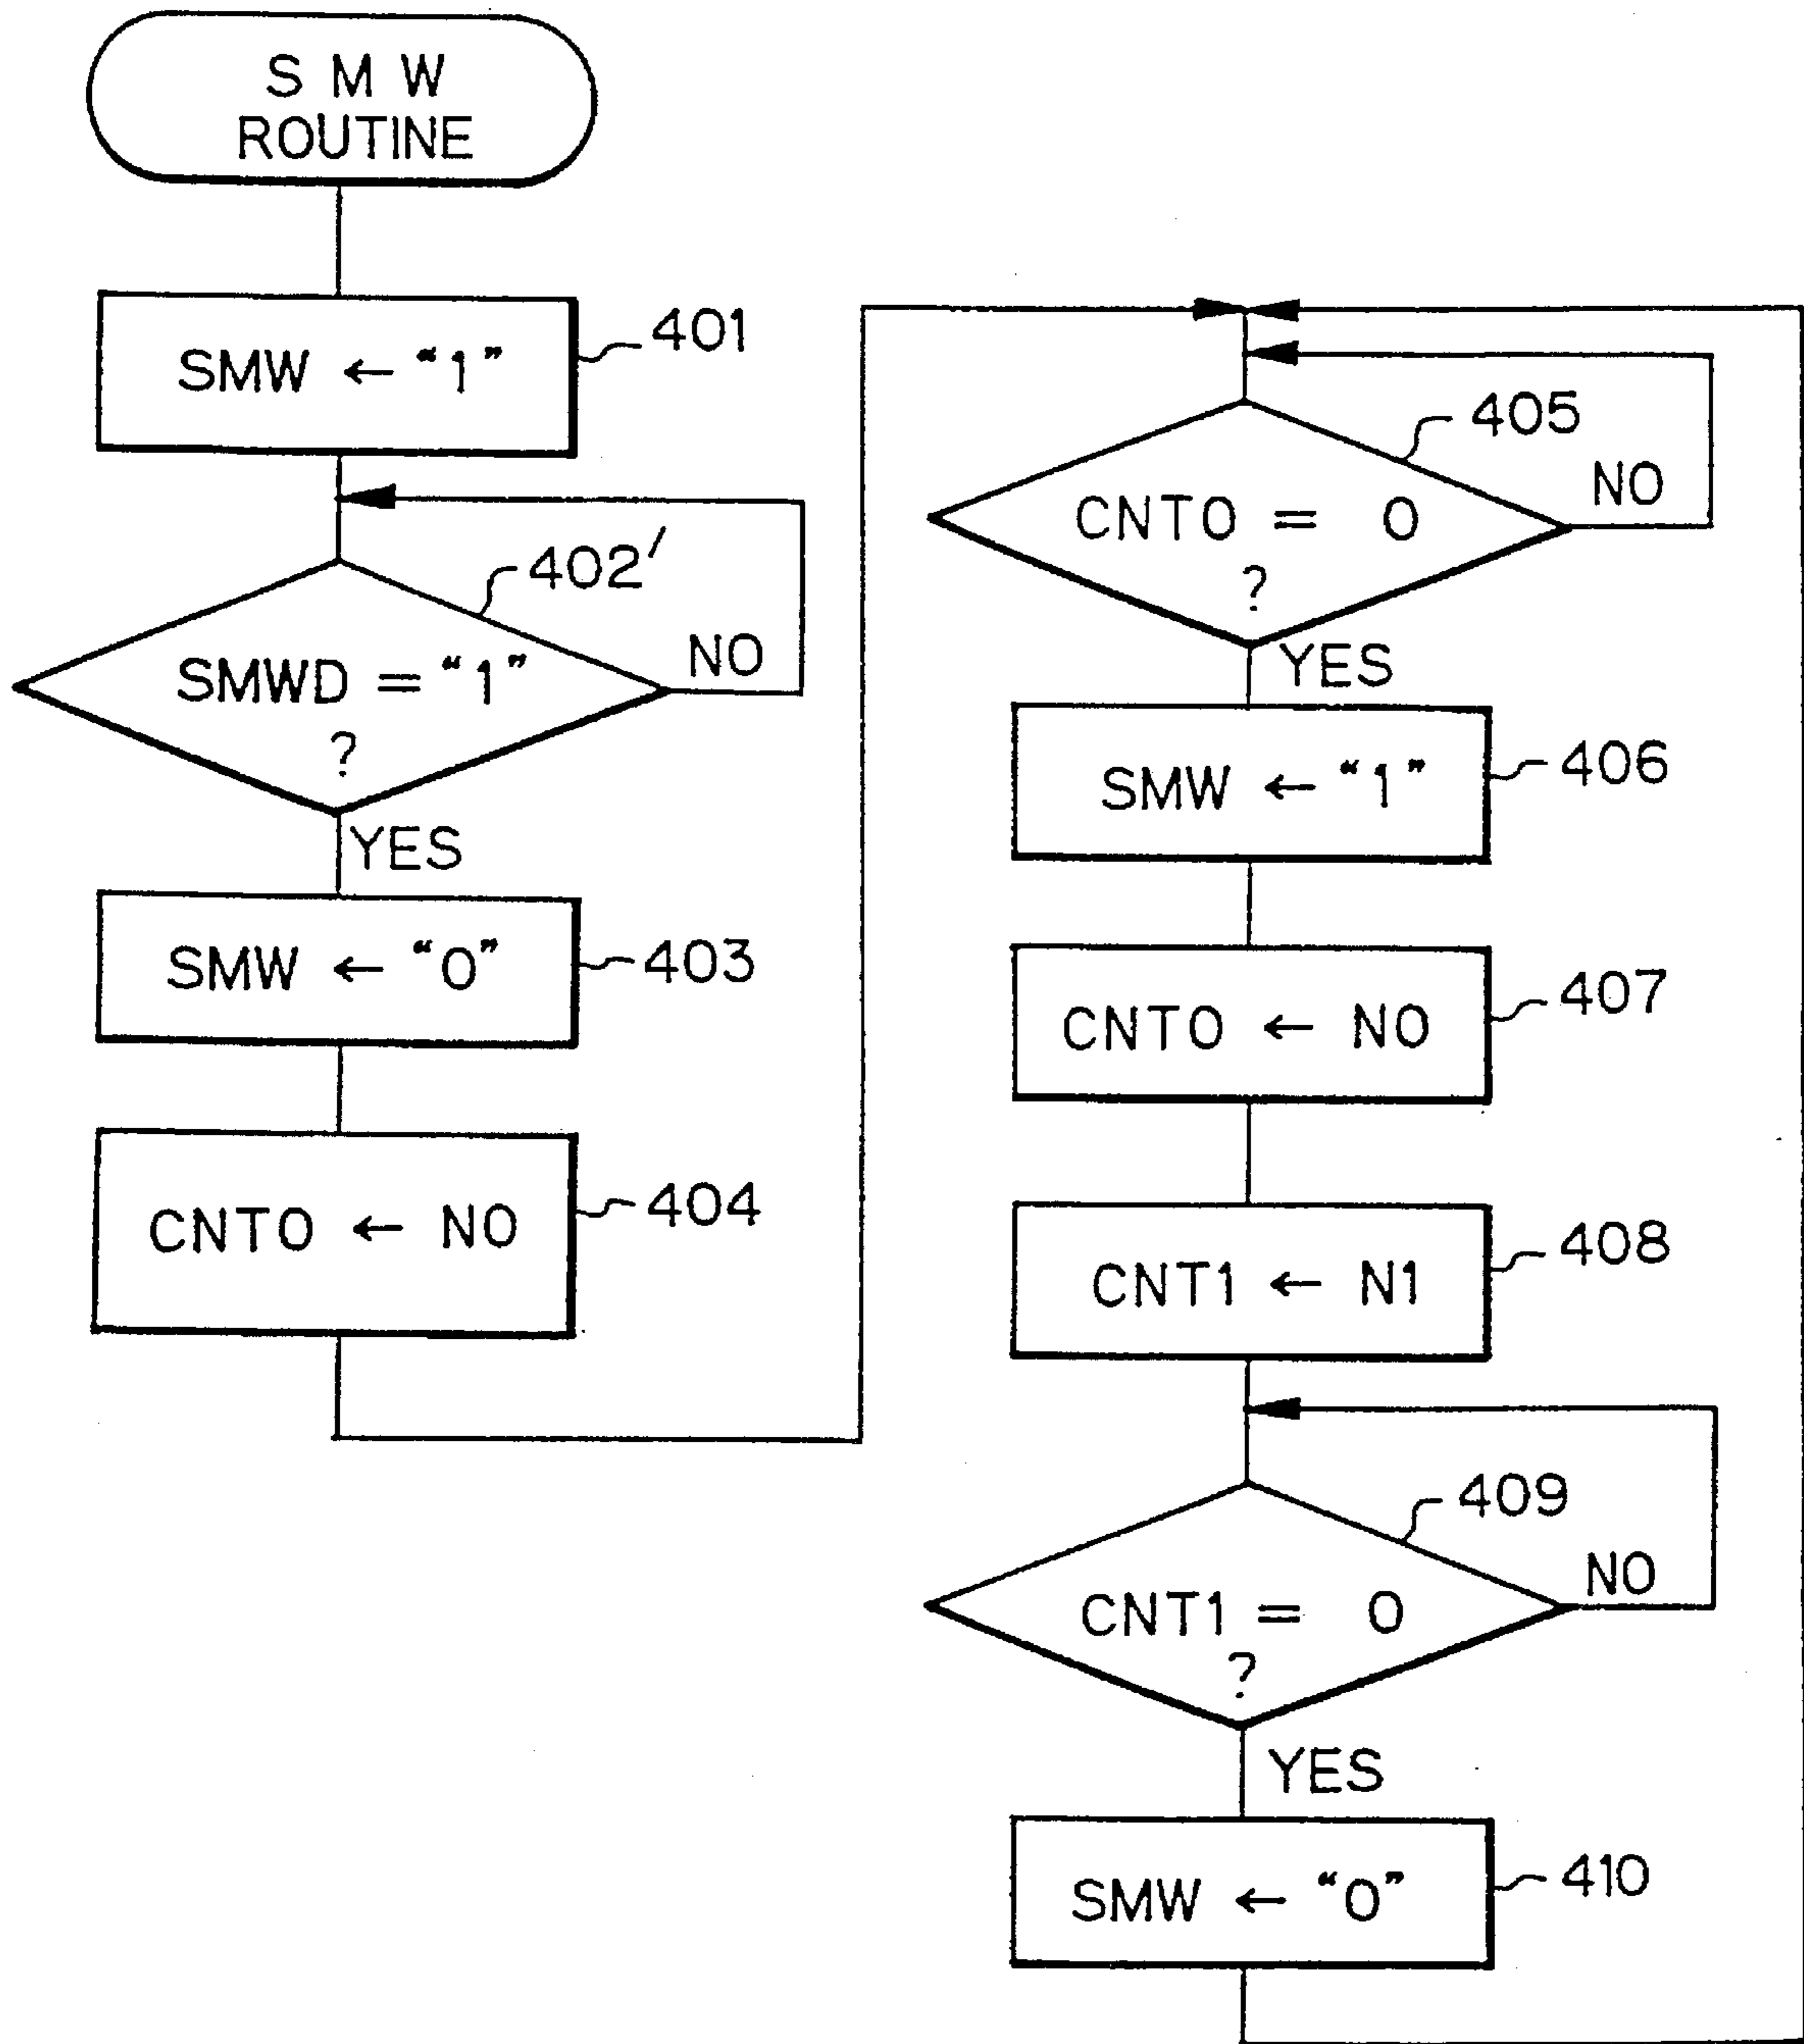 S M W
ROUTINE
SMW ← “1”
401
402′
SMWD = “1”
?
NO
YES
SMW ← “0”
403
CNT0 ← N0
404
405
CNT0 = 0
?
NO
YES
SMW ← “1”
406
CNT0 ← N0
407
CNT1 ← N1
408
409
CNT1 = 0
?
NO
YES
SMW ← “0”
410